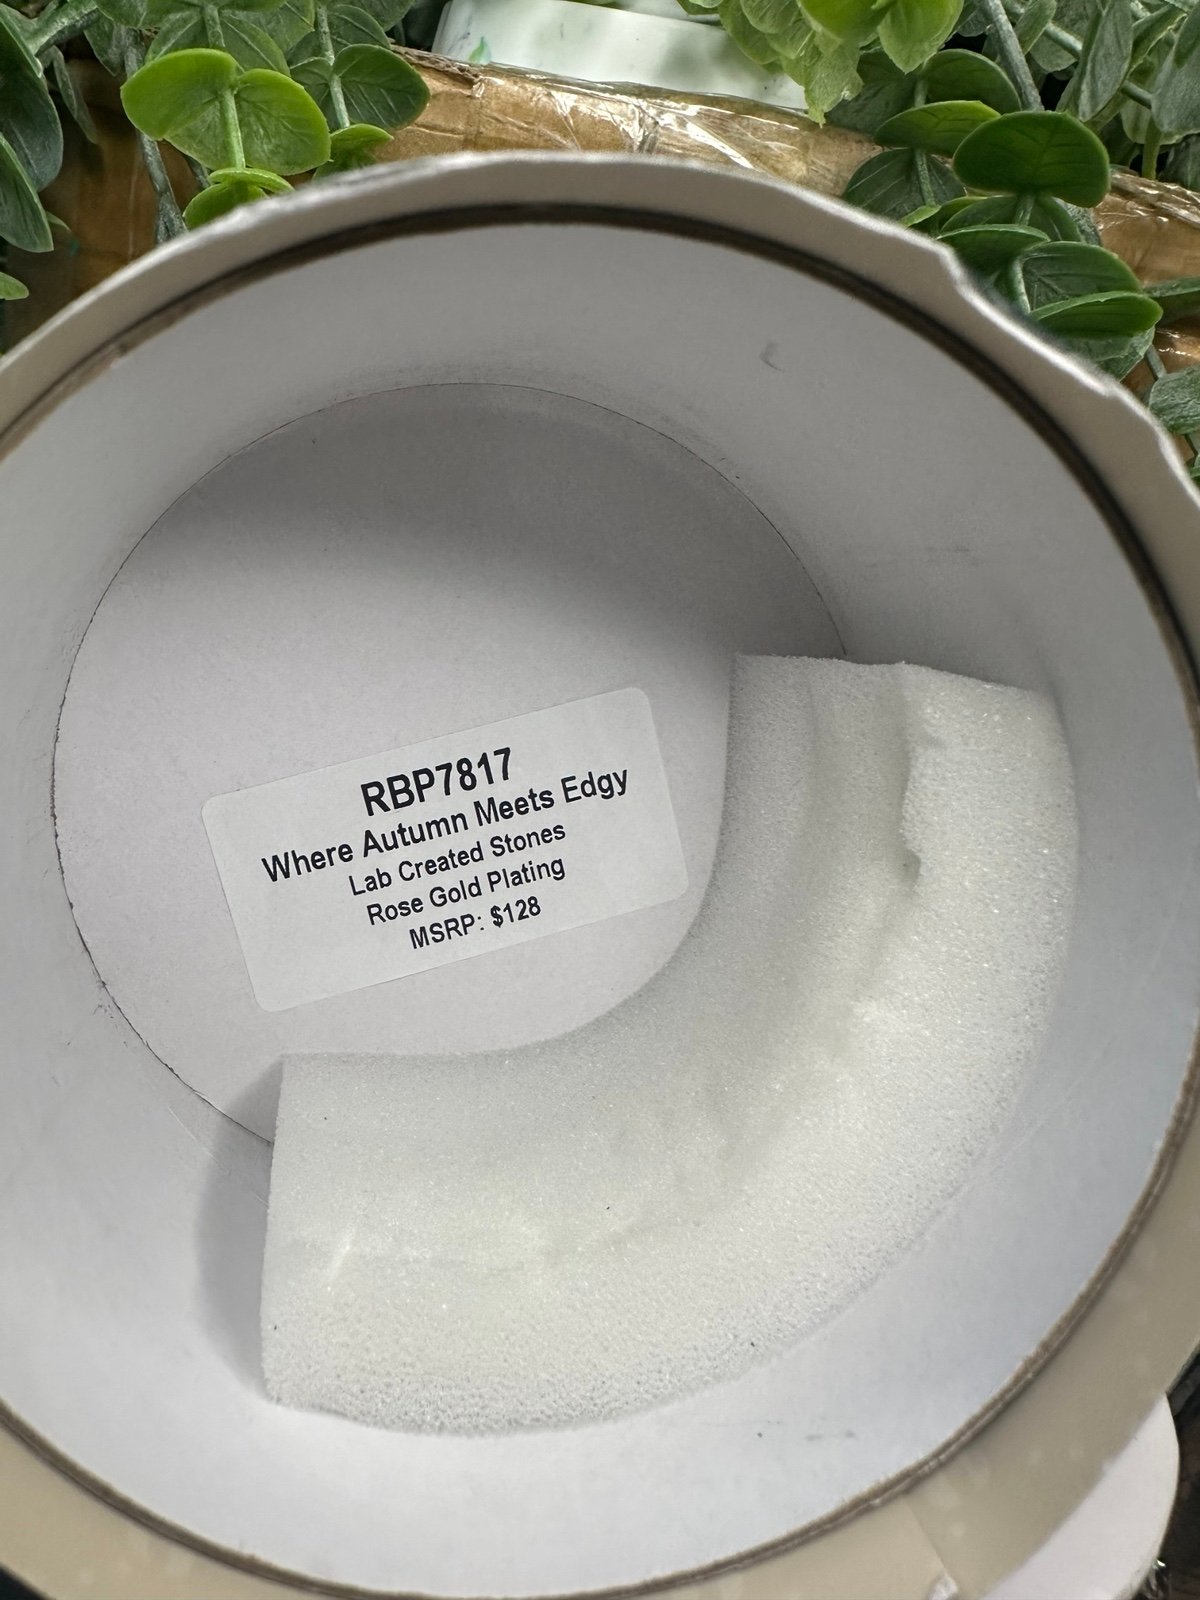 RBP7817
Where Autumn Meets Edgy
Lab Created Stones
Rose Gold Plating
MSRP: $128